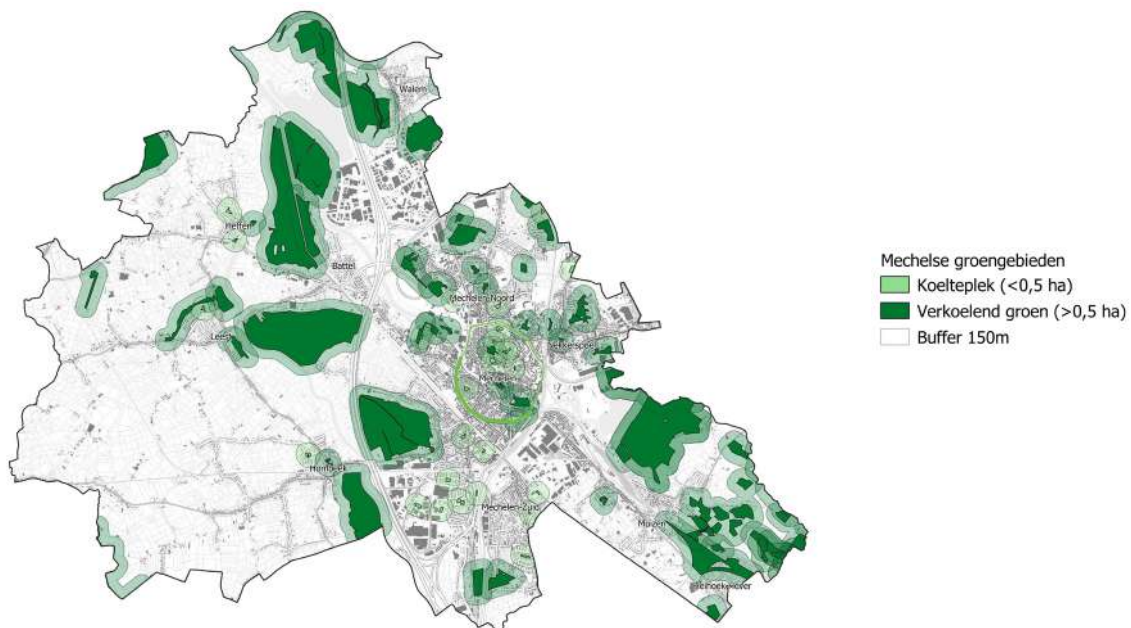 Walem
Heffen
Battel
Mechelen-Noord
Leest
Nekkerspoel
Mechelen
Hombeek
Mechelen-Zuid
Muizen
Mechelse groengebieden
Koelteplek (<0,5 ha)
Verkoelend groen (>0,5 ha)
Buffer 150m